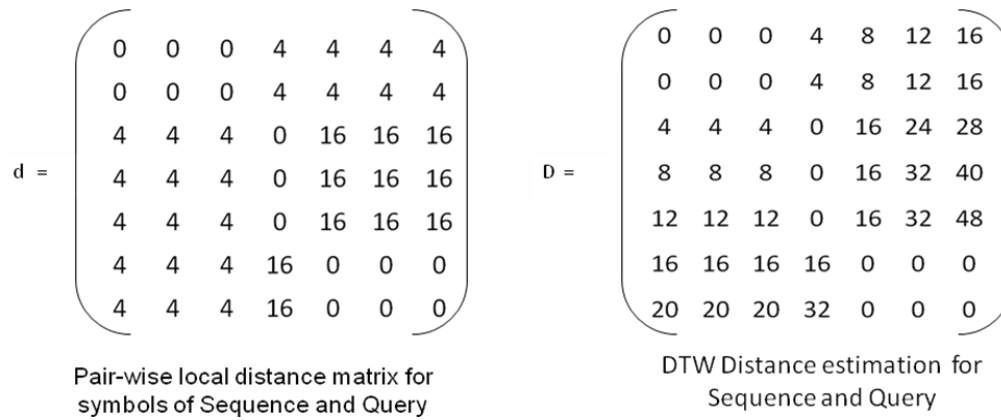 d =
0 0 0 4 4 4 4
0 0 0 4 4 4 4
4 4 4 0 16 16 16
4 4 4 0 16 16 16
4 4 4 0 16 16 16
4 4 4 16 0 0 0
4 4 4 16 0 0 0
Pair-wise local distance matrix for
symbols of Sequence and Query
D =
0 0 0 4 8 12 16
0 0 0 4 8 12 16
4 4 4 0 16 24 28
8 8 8 0 16 32 40
12 12 12 0 16 32 48
16 16 16 16 0 0 0
20 20 20 32 0 0 0
DTW Distance estimation for
Sequence and Query